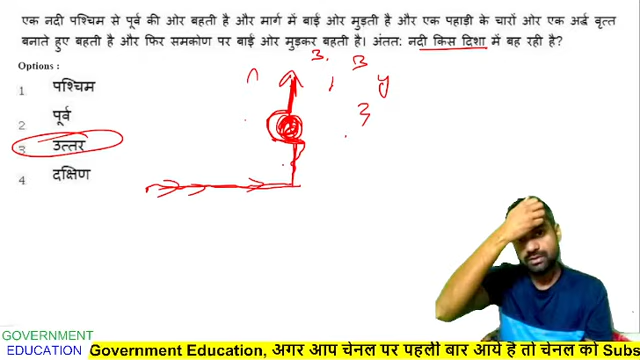 एक नदी पश्चिम से पूर्व की ओर बहती है और मार्ग में बाईं ओर मुड़ती है और एक पहाड़ी के चारों ओर एक अर्द्ध वृत्त
बनाते हुए बहती है और फिर समकोण पर बाईं ओर मुड़कर बहती है। अंततः नदी किस दिशा में बह रही है?
Options :
1 पश्चिम
2 पूर्व
3 उत्तर
4 दक्षिण
GOVERNMENT
EDUCATION
Government Education, अगर आप चेनल पर पहली बार आये है तो चेनल को Subs